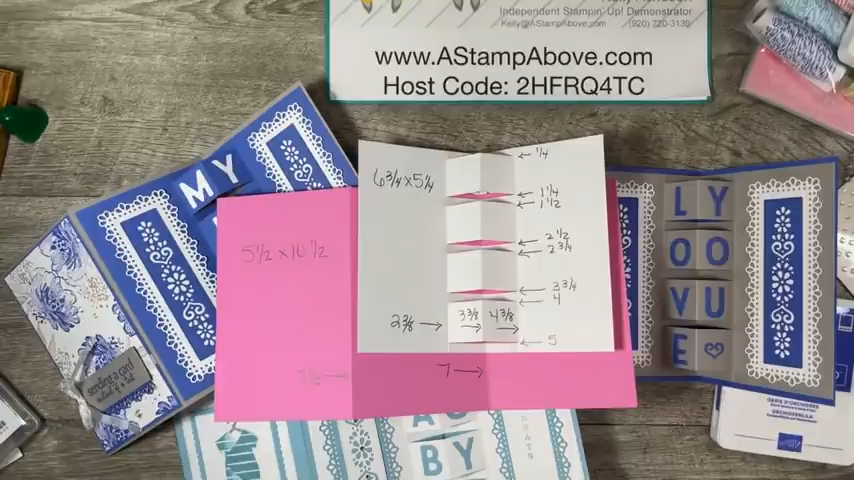 Independent Stampin' Up! Demonstrator
Kelly@AStampAbove.com (920) 720-3139
www.AStampAbove.com
Host Code: 2HFRQ4TC
MY
6 3/4 x 5 1/4
1/4
1 1/4
1 1/2
2 1/2
2 3/4
3 3/4
4
5
2 3/8
3 3/8
4 3/8
5 1/2 x 10 1/2
7
LY
OO
VU
E
sending a card
BY